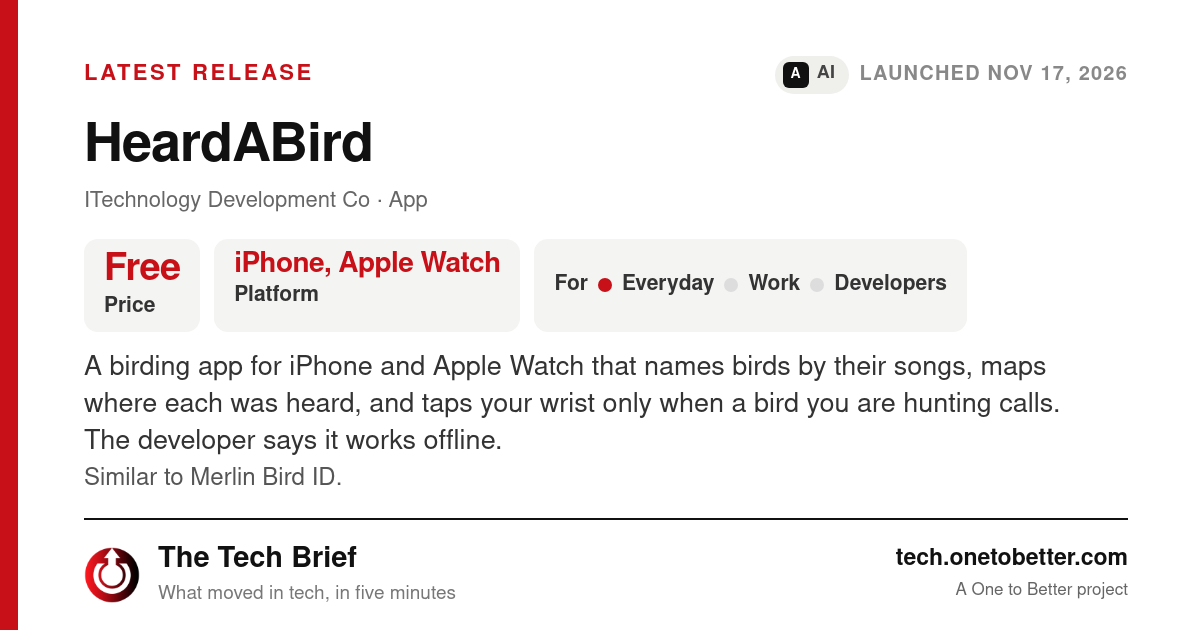 LATEST RELEASE
A AI LAUNCHED NOV 17, 2026
HeardABird
ITechnology Development Co · App
Free
Price
iPhone, Apple Watch
Platform
For Everyday Work Developers
A birding app for iPhone and Apple Watch that names birds by their songs, maps
where each was heard, and taps your wrist only when a bird you are hunting calls.
The developer says it works offline.
Similar to Merlin Bird ID.
The Tech Brief
What moved in tech, in five minutes
tech.onetobetter.com
A One to Better project